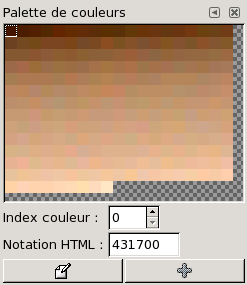 Palette de couleurs
Index couleur : 0
Notation HTML : 431700